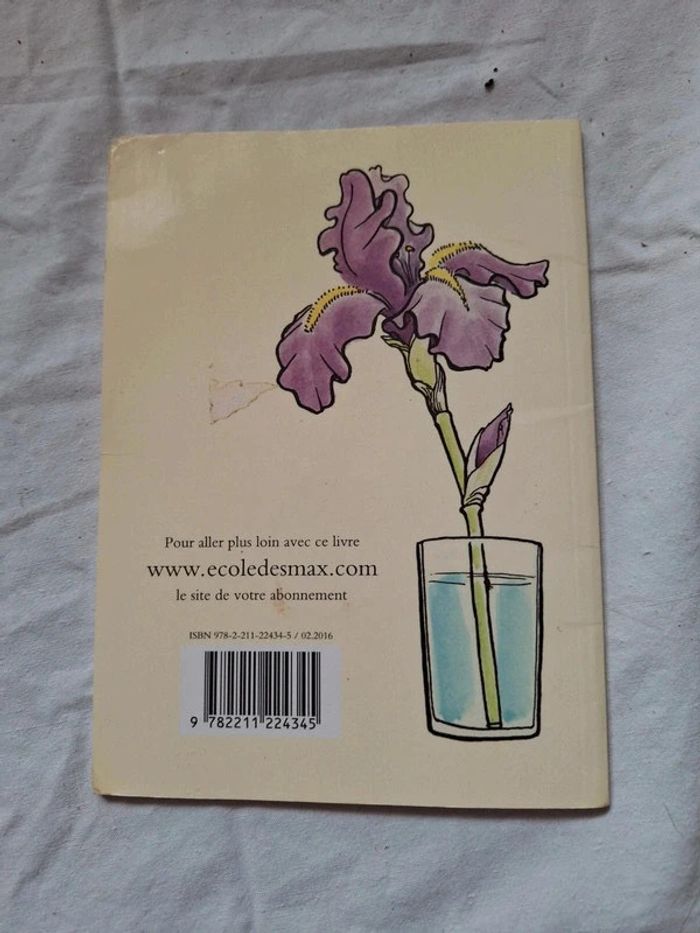 Pour aller plus loin avec ce livre
www.ecoledesmax.com
le site de votre abonnement
ISBN 978-2-211-22434-5 / 02.2016
9 782211 224345